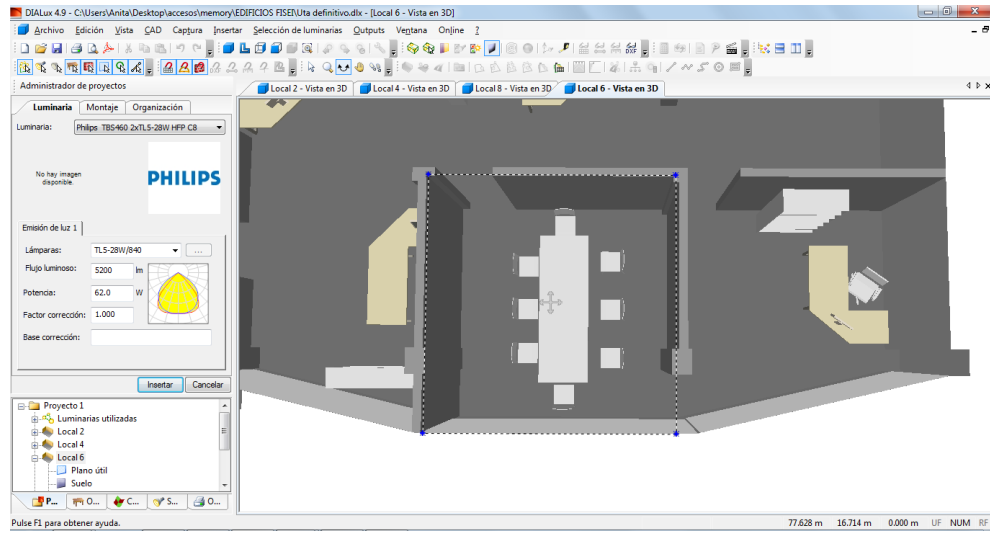 DIALux 4.9 - C:\Users\Anita\Desktop\accesos\memory\EDIFICIOS FISEI\Uta definitivo.dlx - [Local 6 - Vista en 3D]
Archivo Edición Vista CAD Captura Insertar Selección de luminarias Outputs Ventana Online ?
Administrador de proyectos
Local 2 - Vista en 3D Local 4 - Vista en 3D Local 8 - Vista en 3D Local 6 - Vista en 3D
Luminaria Montaje Organización
Luminaria: Philips TBS460 2xTL5-28W HFP C8
No hay imagen
disponible.
PHILIPS
Emisión de luz 1
Lámparas: TL5-28W/840 ...
Flujo luminoso: 5200 lm
Potencia: 62.0 W
Factor corrección: 1.000
Base corrección:
Insertar Cancelar
Proyecto 1
Luminarias utilizadas
Local 2
Local 4
Local 6
Plano útil
Suelo
P... O... C... S... O...
Pulse F1 para obtener ayuda. 77.628 m 16.714 m 0.000 m UF NUM RF